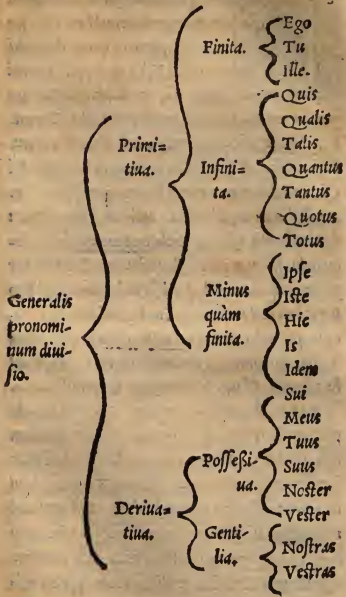 Generalis
pronomi=
num diui=
ſio.
Primi=
tiua.
Finita.
Ego
Tu
Ille.
Infini=
ta.
Quis
Qualis
Talis
Quantus
Tantus
Quotus
Totus
Minus
quàm
finita.
Ipſe
Iſte
Hic
Is
Idem
Sui
Deriua=
tiua.
Poſſeßi=
ua.
Meus
Tuus
Suus
Noſter
Veſter
Genti=
lia.
Noſtras
Veſtras